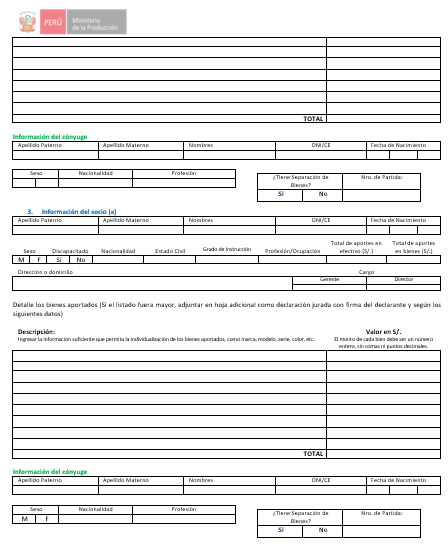 PERÚ Ministerio
de la Producción
TOTAL
Información del cónyuge
Apellido Paterno Apellido Materno Nombres DNI/CE Fecha de Nacimiento
Sexo Nacionalidad Profesión
¿Tiene Separación de Bienes? Nro. de Partida:
Si No
3. Información del socio (a)
Apellido Paterno Apellido Materno Nombres DNI/CE Fecha de Nacimiento
Sexo Discapacitado Nacionalidad Estado Civil Grado de Instrucción Profesión/Ocupación Total de aportes en efectivo (S/.) Total de aportes en bienes (S/.)
M F Si No
Dirección o domicilio Cargo
Gerente Director
Detalle los bienes aportados (Si el listado fuera mayor, adjuntar en hoja adicional como declaración jurada con firma del declarante y según los
siguientes datos)
Descripción: Valor en S/.
Ingresar la información suficiente que permita la individualización de los bienes aportados, como marca, modelo, serie, color, etc. El monto de cada bien debe ser un número
entero, sin comas ni puntos decimales.
TOTAL
Información del cónyuge
Apellido Paterno Apellido Materno Nombres DNI/CE Fecha de Nacimiento
Sexo Nacionalidad Profesión
M F
¿Tiene Separación de Bienes? Nro. de Partida:
Si No